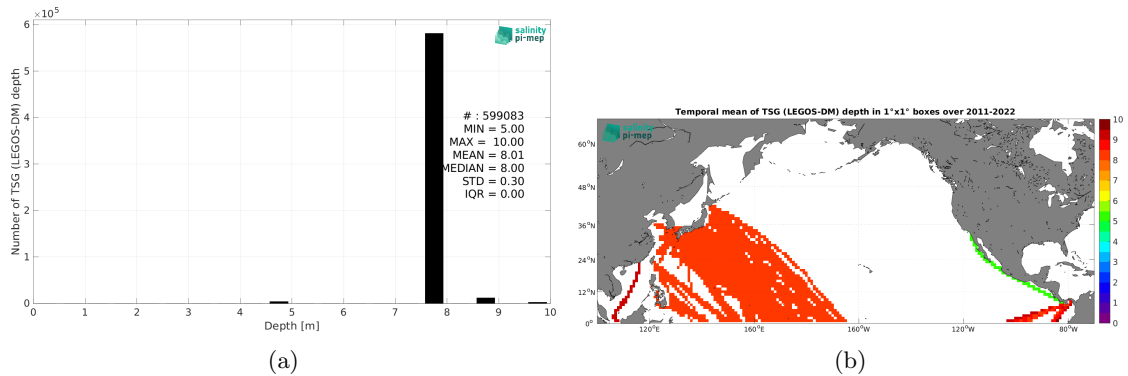 ×10⁵
6
5
4
3
2
1
0
Number of TSG (LEGOS-DM) depth
salinity
pi-mep
# : 599083
MIN = 5.00
MAX = 10.00
MEAN = 8.01
MEDIAN = 8.00
STD = 0.30
IQR = 0.00
0 1 2 3 4 5 6 7 8 9 10
Depth [m]
(a)
Temporal mean of TSG (LEGOS-DM) depth in 1°x1° boxes over 2011-2022
salinity
pi-mep
60°N
48°N
36°N
24°N
12°N
0°
120°E 160°E 160°W 120°W 80°W
10
9
8
7
6
5
4
3
2
1
0
(b)